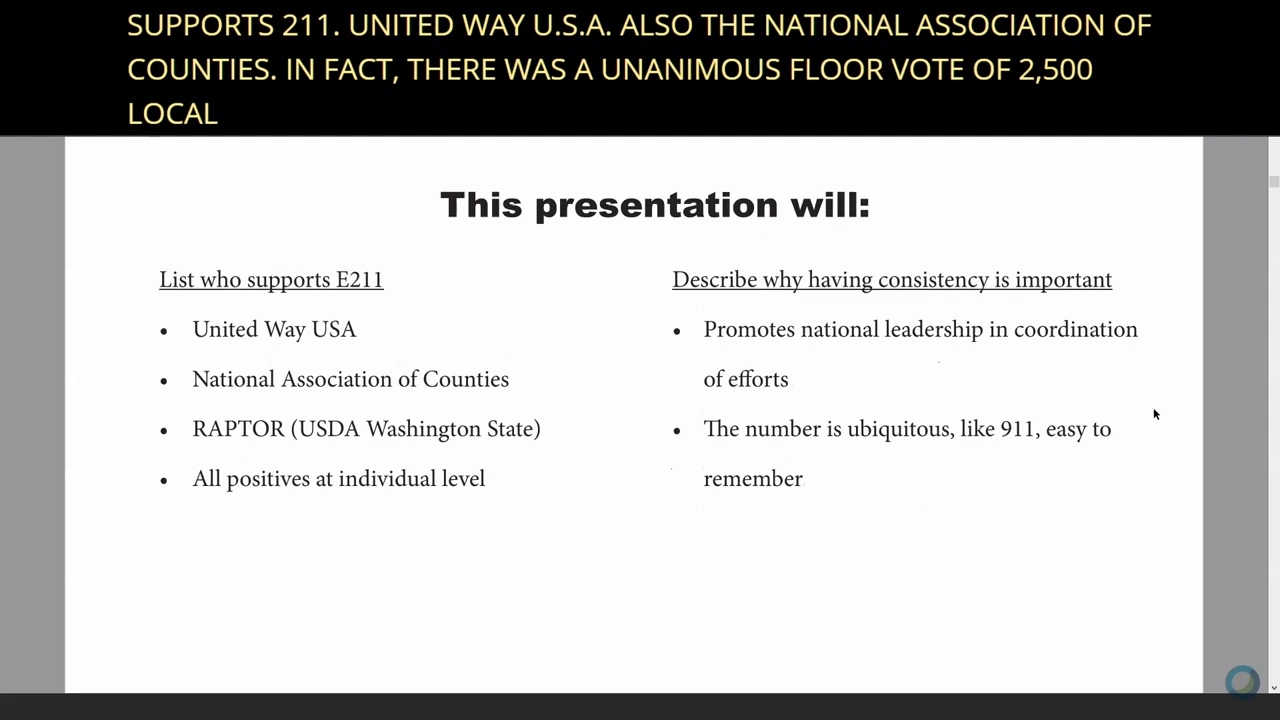 SUPPORTS 211. UNITED WAY U.S.A. ALSO THE NATIONAL ASSOCIATION OF
COUNTIES. IN FACT, THERE WAS A UNANIMOUS FLOOR VOTE OF 2,500
LOCAL
This presentation will:
List who supports E211
• United Way USA
• National Association of Counties
• RAPTOR (USDA Washington State)
• All positives at individual level
Describe why having consistency is important
• Promotes national leadership in coordination
of efforts
• The number is ubiquitous, like 911, easy to
remember